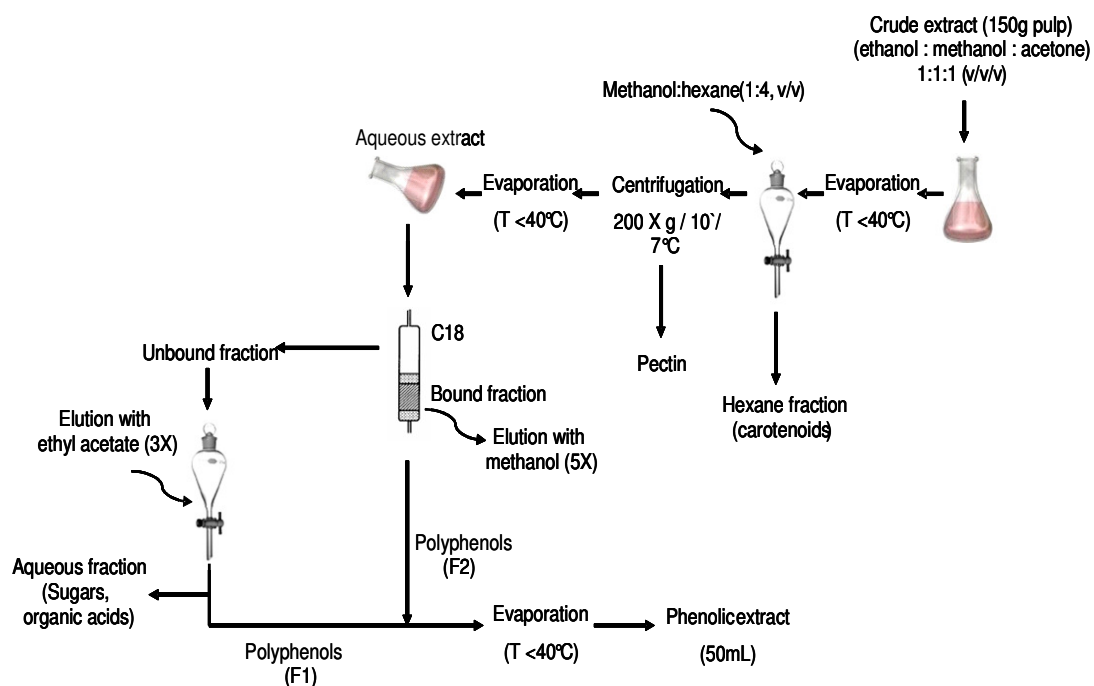 Crude extract (150g pulp)
(ethanol : methanol : acetone)
1:1:1 (v/v/v)
Methanol:hexane(1:4, v/v)
Aqueous extract
Evaporation
(T <40°C)
Centrifugation
200 X g / 10`/
7°C
Evaporation
(T <40°C)
Pectin
Hexane fraction
(carotenoids)
C18
Unbound fraction
Bound fraction
Elution with
methanol (5X)
Elution with
ethyl acetate (3X)
Polyphenols
(F2)
Aqueous fraction
(Sugars,
organic acids)
Polyphenols
(F1)
Evaporation
(T <40°C)
Phenolic extract
(50mL)